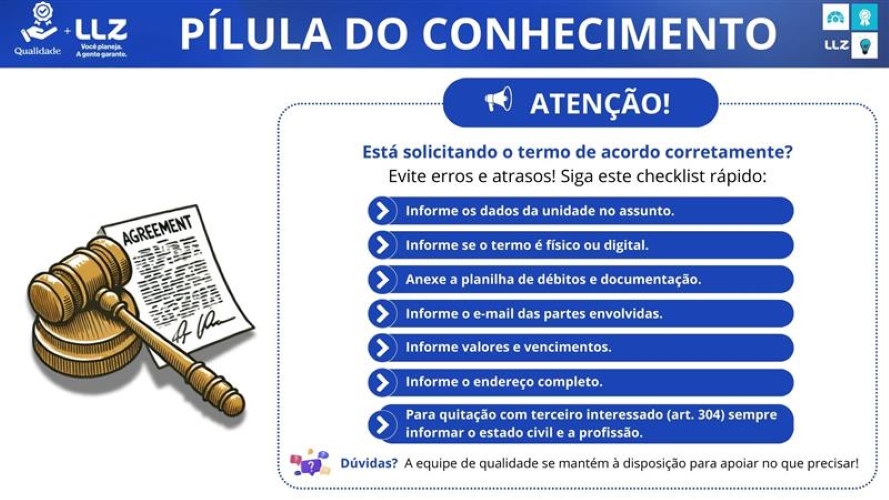 Qualidade
+ LLZ
Você planeja.
A gente garante.
PÍLULA DO CONHECIMENTO
LLZ
ATENÇÃO!
Está solicitando o termo de acordo corretamente?
Evite erros e atrasos! Siga este checklist rápido:
Informe os dados da unidade no assunto.
Informe se o termo é físico ou digital.
Anexe a planilha de débitos e documentação.
Informe o e-mail das partes envolvidas.
Informe valores e vencimentos.
Informe o endereço completo.
Para quitação com terceiro interessado (art. 304) sempre
informar o estado civil e a profissão.
AGREEMENT
Dúvidas? A equipe de qualidade se mantém à disposição para apoiar no que precisar!